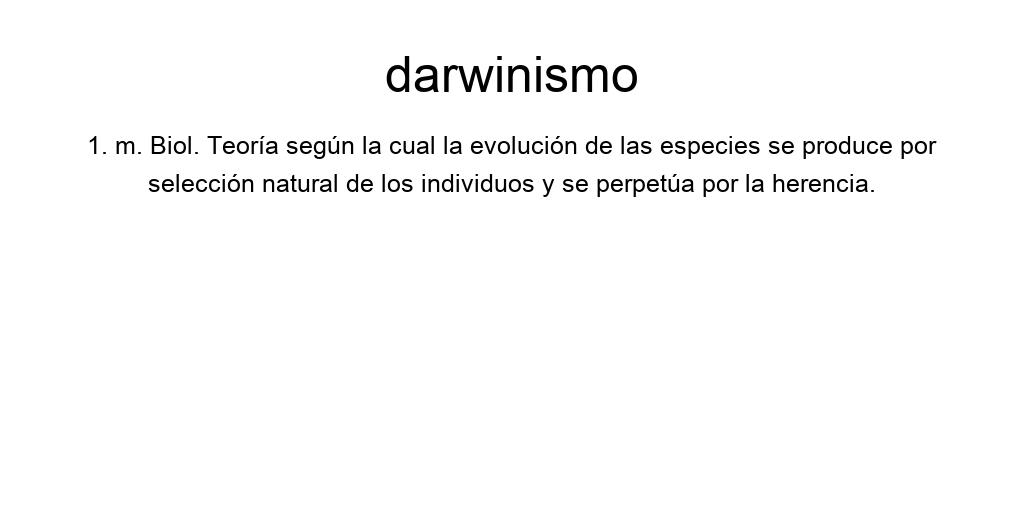 darwinismo
1. m. Biol. Teoría según la cual la evolución de las especies se produce por
selección natural de los individuos y se perpetúa por la herencia.